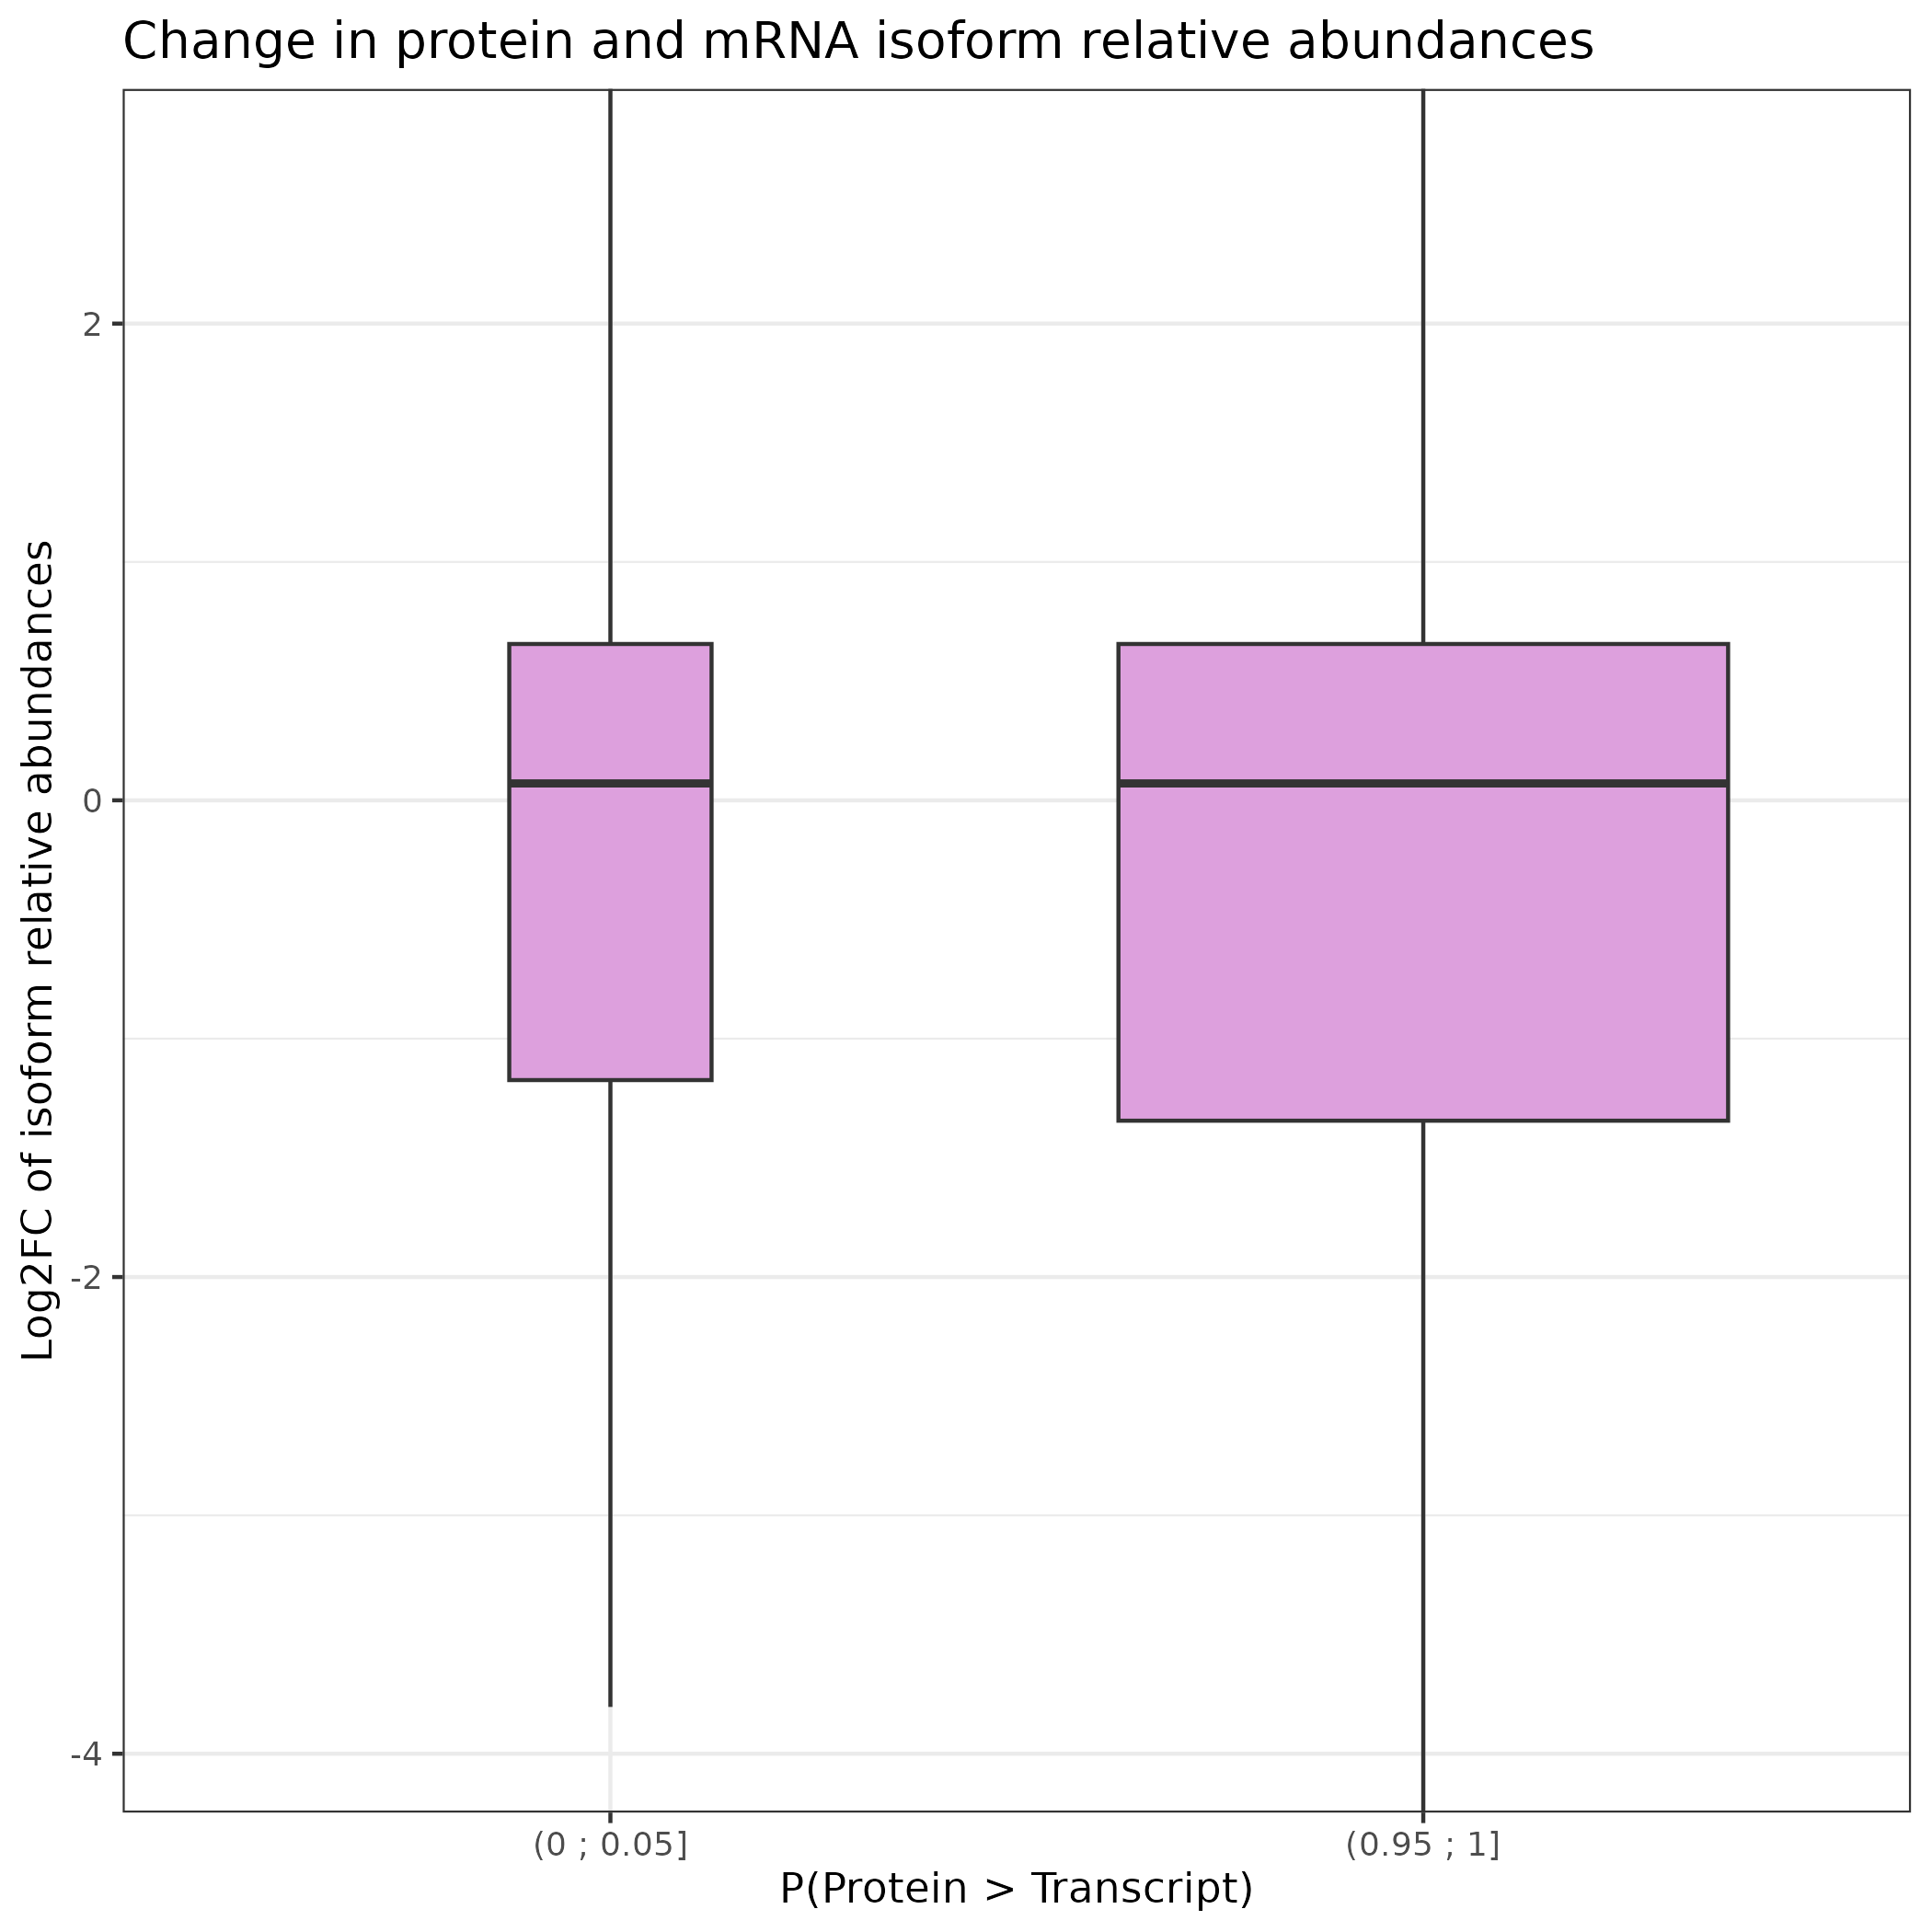 Change in protein and mRNA isoform relative abundances
Log2FC of isoform relative abundances
2
0
-2
-4
(0 ; 0.05]
(0.95 ; 1]
P(Protein > Transcript)